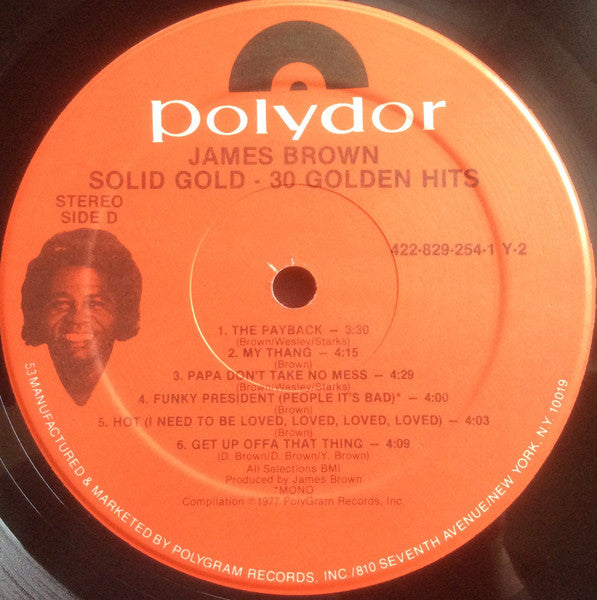 polydor
JAMES BROWN
SOLID GOLD - 30 GOLDEN HITS
STEREO
SIDE D
422-829-254-1 Y-2
1. THE PAYBACK — 3:30
(Brown/Wesley/Starks)
2. MY THANG — 4:15
(Brown)
3. PAPA DON'T TAKE NO MESS — 4:29
(Brown/Wesley/Starks)
4. FUNKY PRESIDENT (PEOPLE IT'S BAD)* — 4:00
(Brown)
5. HOT (I NEED TO BE LOVED, LOVED, LOVED, LOVED) — 4:03
(Brown)
6. GET UP OFFA THAT THING — 4:09
(D. Brown/D. Brown/Y. Brown)
All Selections BMI
Produced by James Brown
*MONO
Compilation ℗1977 PolyGram Records, Inc.
53 MANUFACTURED & MARKETED BY POLYGRAM RECORDS, INC./810 SEVENTH AVENUE/NEW YORK, NY 10019